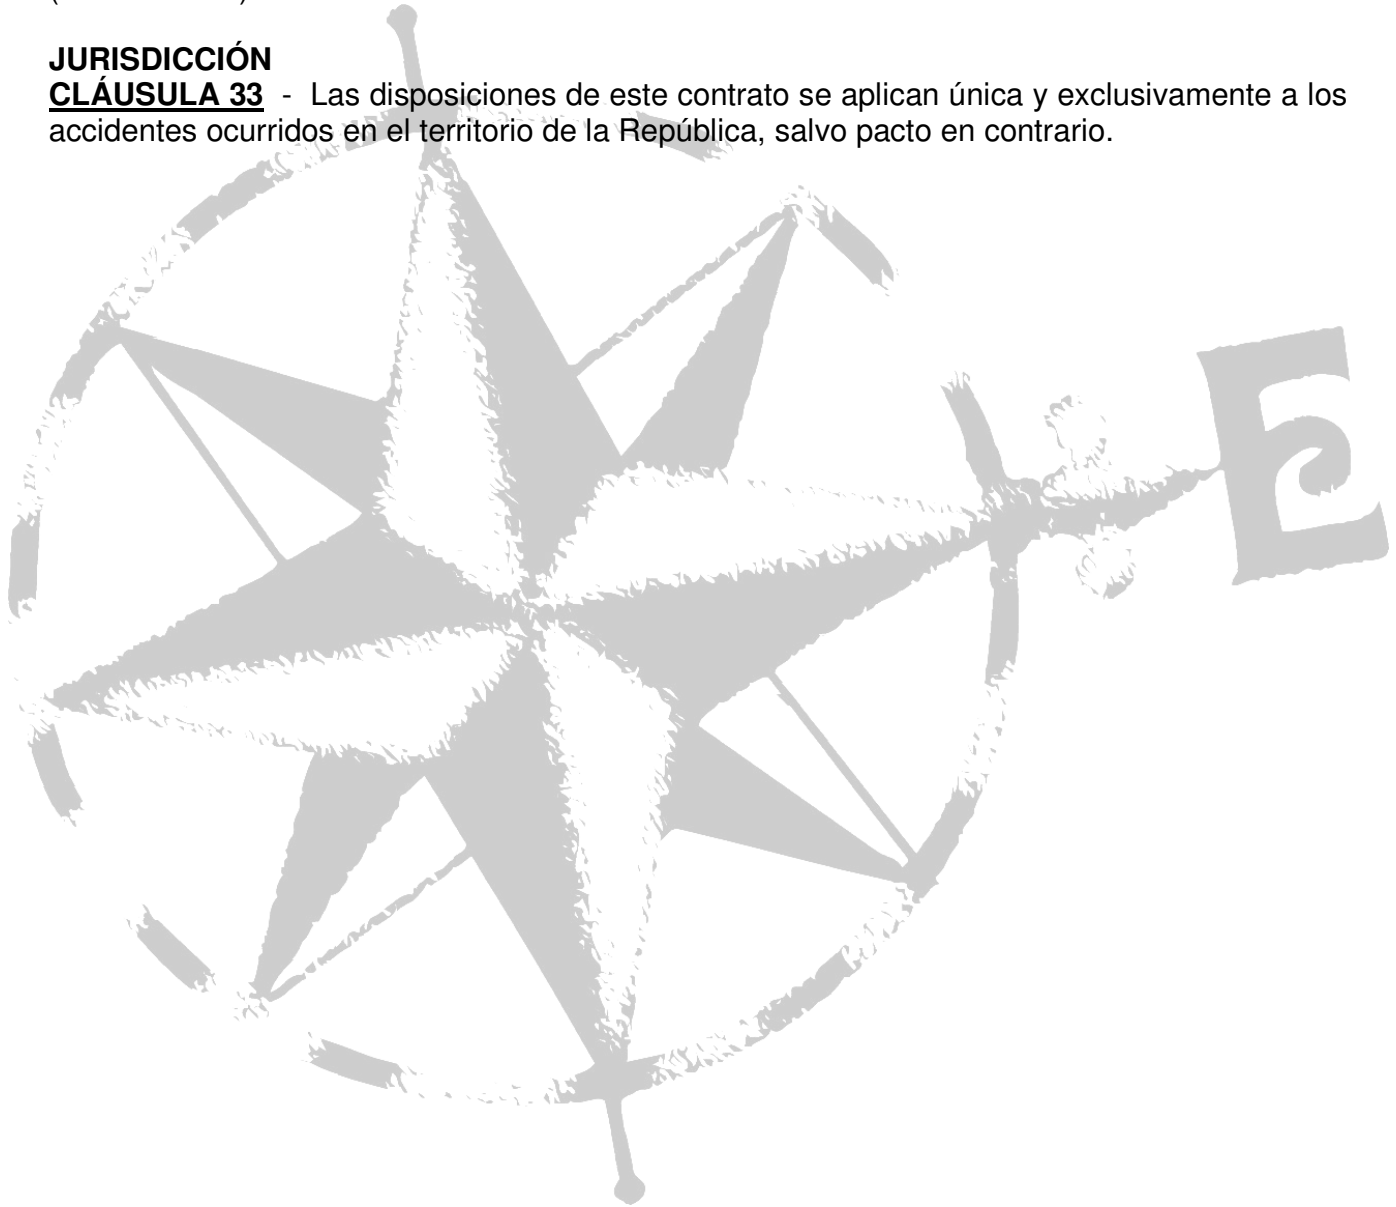 JURISDICCIÓN
CLÁUSULA 33 - Las disposiciones de este contrato se aplican única y exclusivamente a los
accidentes ocurridos en el territorio de la República, salvo pacto en contrario.
E